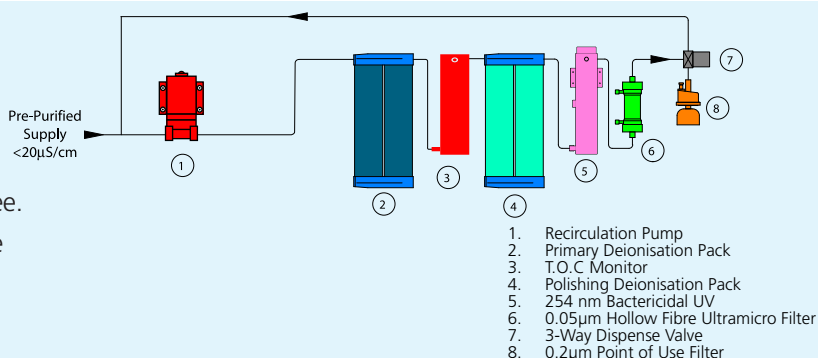 Pre-Purified
Supply
<20µS/cm
1
2
3
4
5
6
7
8
ee.
e
1. Recirculation Pump
2. Primary Deionisation Pack
3. T.O.C Monitor
4. Polishing Deionisation Pack
5. 254 nm Bactericidal UV
6. 0.05µm Hollow Fibre Ultramicro Filter
7. 3-Way Dispense Valve
8. 0.2µm Point of Use Filter